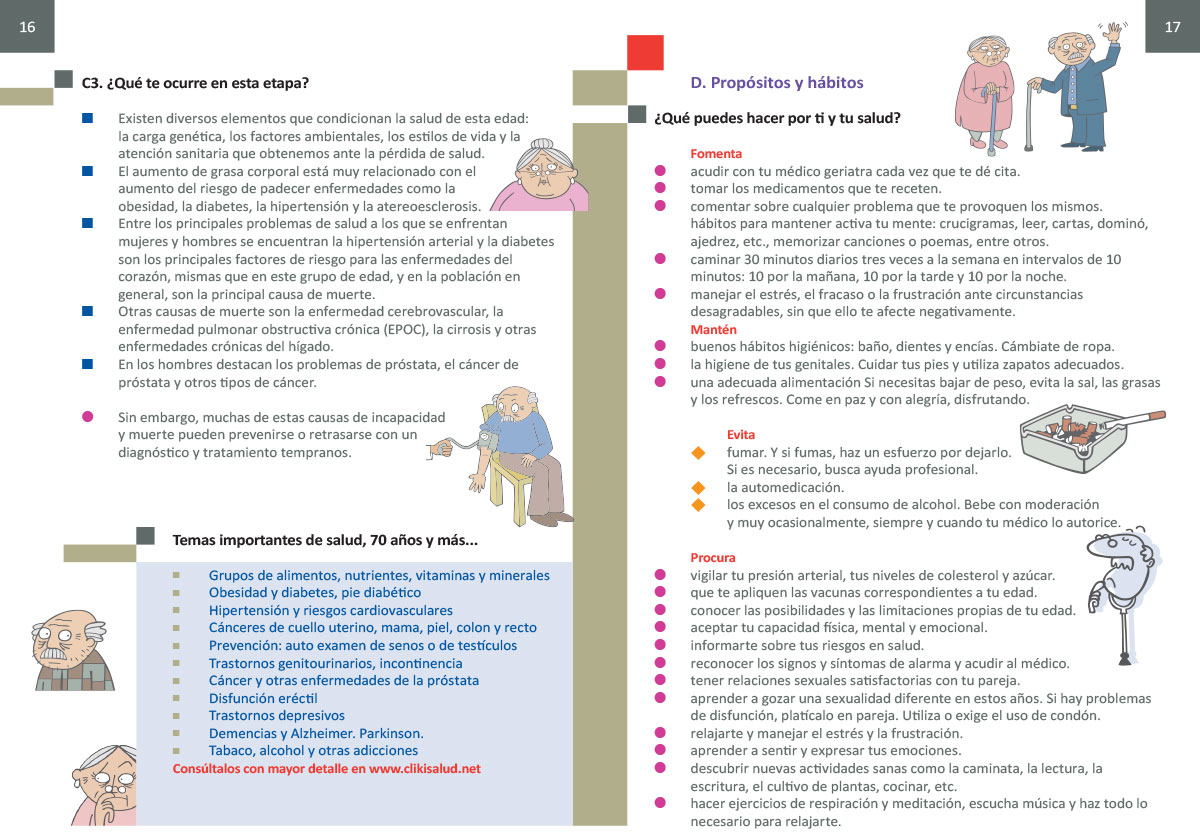 16
C3. ¿Qué te ocurre en esta etapa?
Existen diversos elementos que condicionan la salud de esta edad:
la carga genética, los factores ambientales, los estilos de vida y la
atención sanitaria que obtenemos ante la pérdida de salud.
El aumento de grasa corporal está muy relacionado con el
aumento del riesgo de padecer enfermedades como la
obesidad, la diabetes, la hipertensión y la atereoesclerosis.
Entre los principales problemas de salud a los que se enfrentan
mujeres y hombres se encuentran la hipertensión arterial y la diabetes
son los principales factores de riesgo para las enfermedades del
corazón, mismas que en este grupo de edad, y en la población en
general, son la principal causa de muerte.
Otras causas de muerte son la enfermedad cerebrovascular, la
enfermedad pulmonar obstructiva crónica (EPOC), la cirrosis y otras
enfermedades crónicas del hígado.
En los hombres destacan los problemas de próstata, el cáncer de
próstata y otros tipos de cáncer.
Sin embargo, muchas de estas causas de incapacidad
y muerte pueden prevenirse o retrasarse con un
diagnóstico y tratamiento tempranos.
Temas importantes de salud, 70 años y más...
Grupos de alimentos, nutrientes, vitaminas y minerales
Obesidad y diabetes, pie diabético
Hipertensión y riesgos cardiovasculares
Cánceres de cuello uterino, mama, piel, colon y recto
Prevención: auto examen de senos o de testículos
Trastornos genitourinarios, incontinencia
Cáncer y otras enfermedades de la próstata
Disfunción eréctil
Trastornos depresivos
Demencias y Alzheimer. Parkinson.
Tabaco, alcohol y otras adicciones
Consúltalos con mayor detalle en www.clikisalud.net
17
D. Propósitos y hábitos
¿Qué puedes hacer por ti y tu salud?
Fomenta
acudir con tu médico geriatra cada vez que te dé cita.
tomar los medicamentos que te receten.
comentar sobre cualquier problema que te provoquen los mismos.
hábitos para mantener activa tu mente: crucigramas, leer, cartas, dominó,
ajedrez, etc., memorizar canciones o poemas, entre otros.
caminar 30 minutos diarios tres veces a la semana en intervalos de 10
minutos: 10 por la mañana, 10 por la tarde y 10 por la noche.
manejar el estrés, el fracaso o la frustración ante circunstancias
desagradables, sin que ello te afecte negativamente.
Mantén
buenos hábitos higiénicos: baño, dientes y encías. Cámbiate de ropa.
la higiene de tus genitales. Cuidar tus pies y utiliza zapatos adecuados.
una adecuada alimentación Si necesitas bajar de peso, evita la sal, las grasas
y los refrescos. Come en paz y con alegría, disfrutando.
Evita
fumar. Y si fumas, haz un esfuerzo por dejarlo.
Si es necesario, busca ayuda profesional.
la automedicación.
los excesos en el consumo de alcohol. Bebe con moderación
y muy ocasionalmente, siempre y cuando tu médico lo autorice.
Procura
vigilar tu presión arterial, tus niveles de colesterol y azúcar.
que te apliquen las vacunas correspondientes a tu edad.
conocer las posibilidades y las limitaciones propias de tu edad.
aceptar tu capacidad física, mental y emocional.
informarte sobre tus riesgos en salud.
reconocer los signos y síntomas de alarma y acudir al médico.
tener relaciones sexuales satisfactorias con tu pareja.
aprender a gozar una sexualidad diferente en estos años. Si hay problemas
de disfunción, platícalo en pareja. Utiliza o exige el uso de condón.
relajarte y manejar el estrés y la frustración.
aprender a sentir y expresar tus emociones.
descubrir nuevas actividades sanas como la caminata, la lectura, la
escritura, el cultivo de plantas, cocinar, etc.
hacer ejercicios de respiración y meditación, escucha música y haz todo lo
necesario para relajarte.